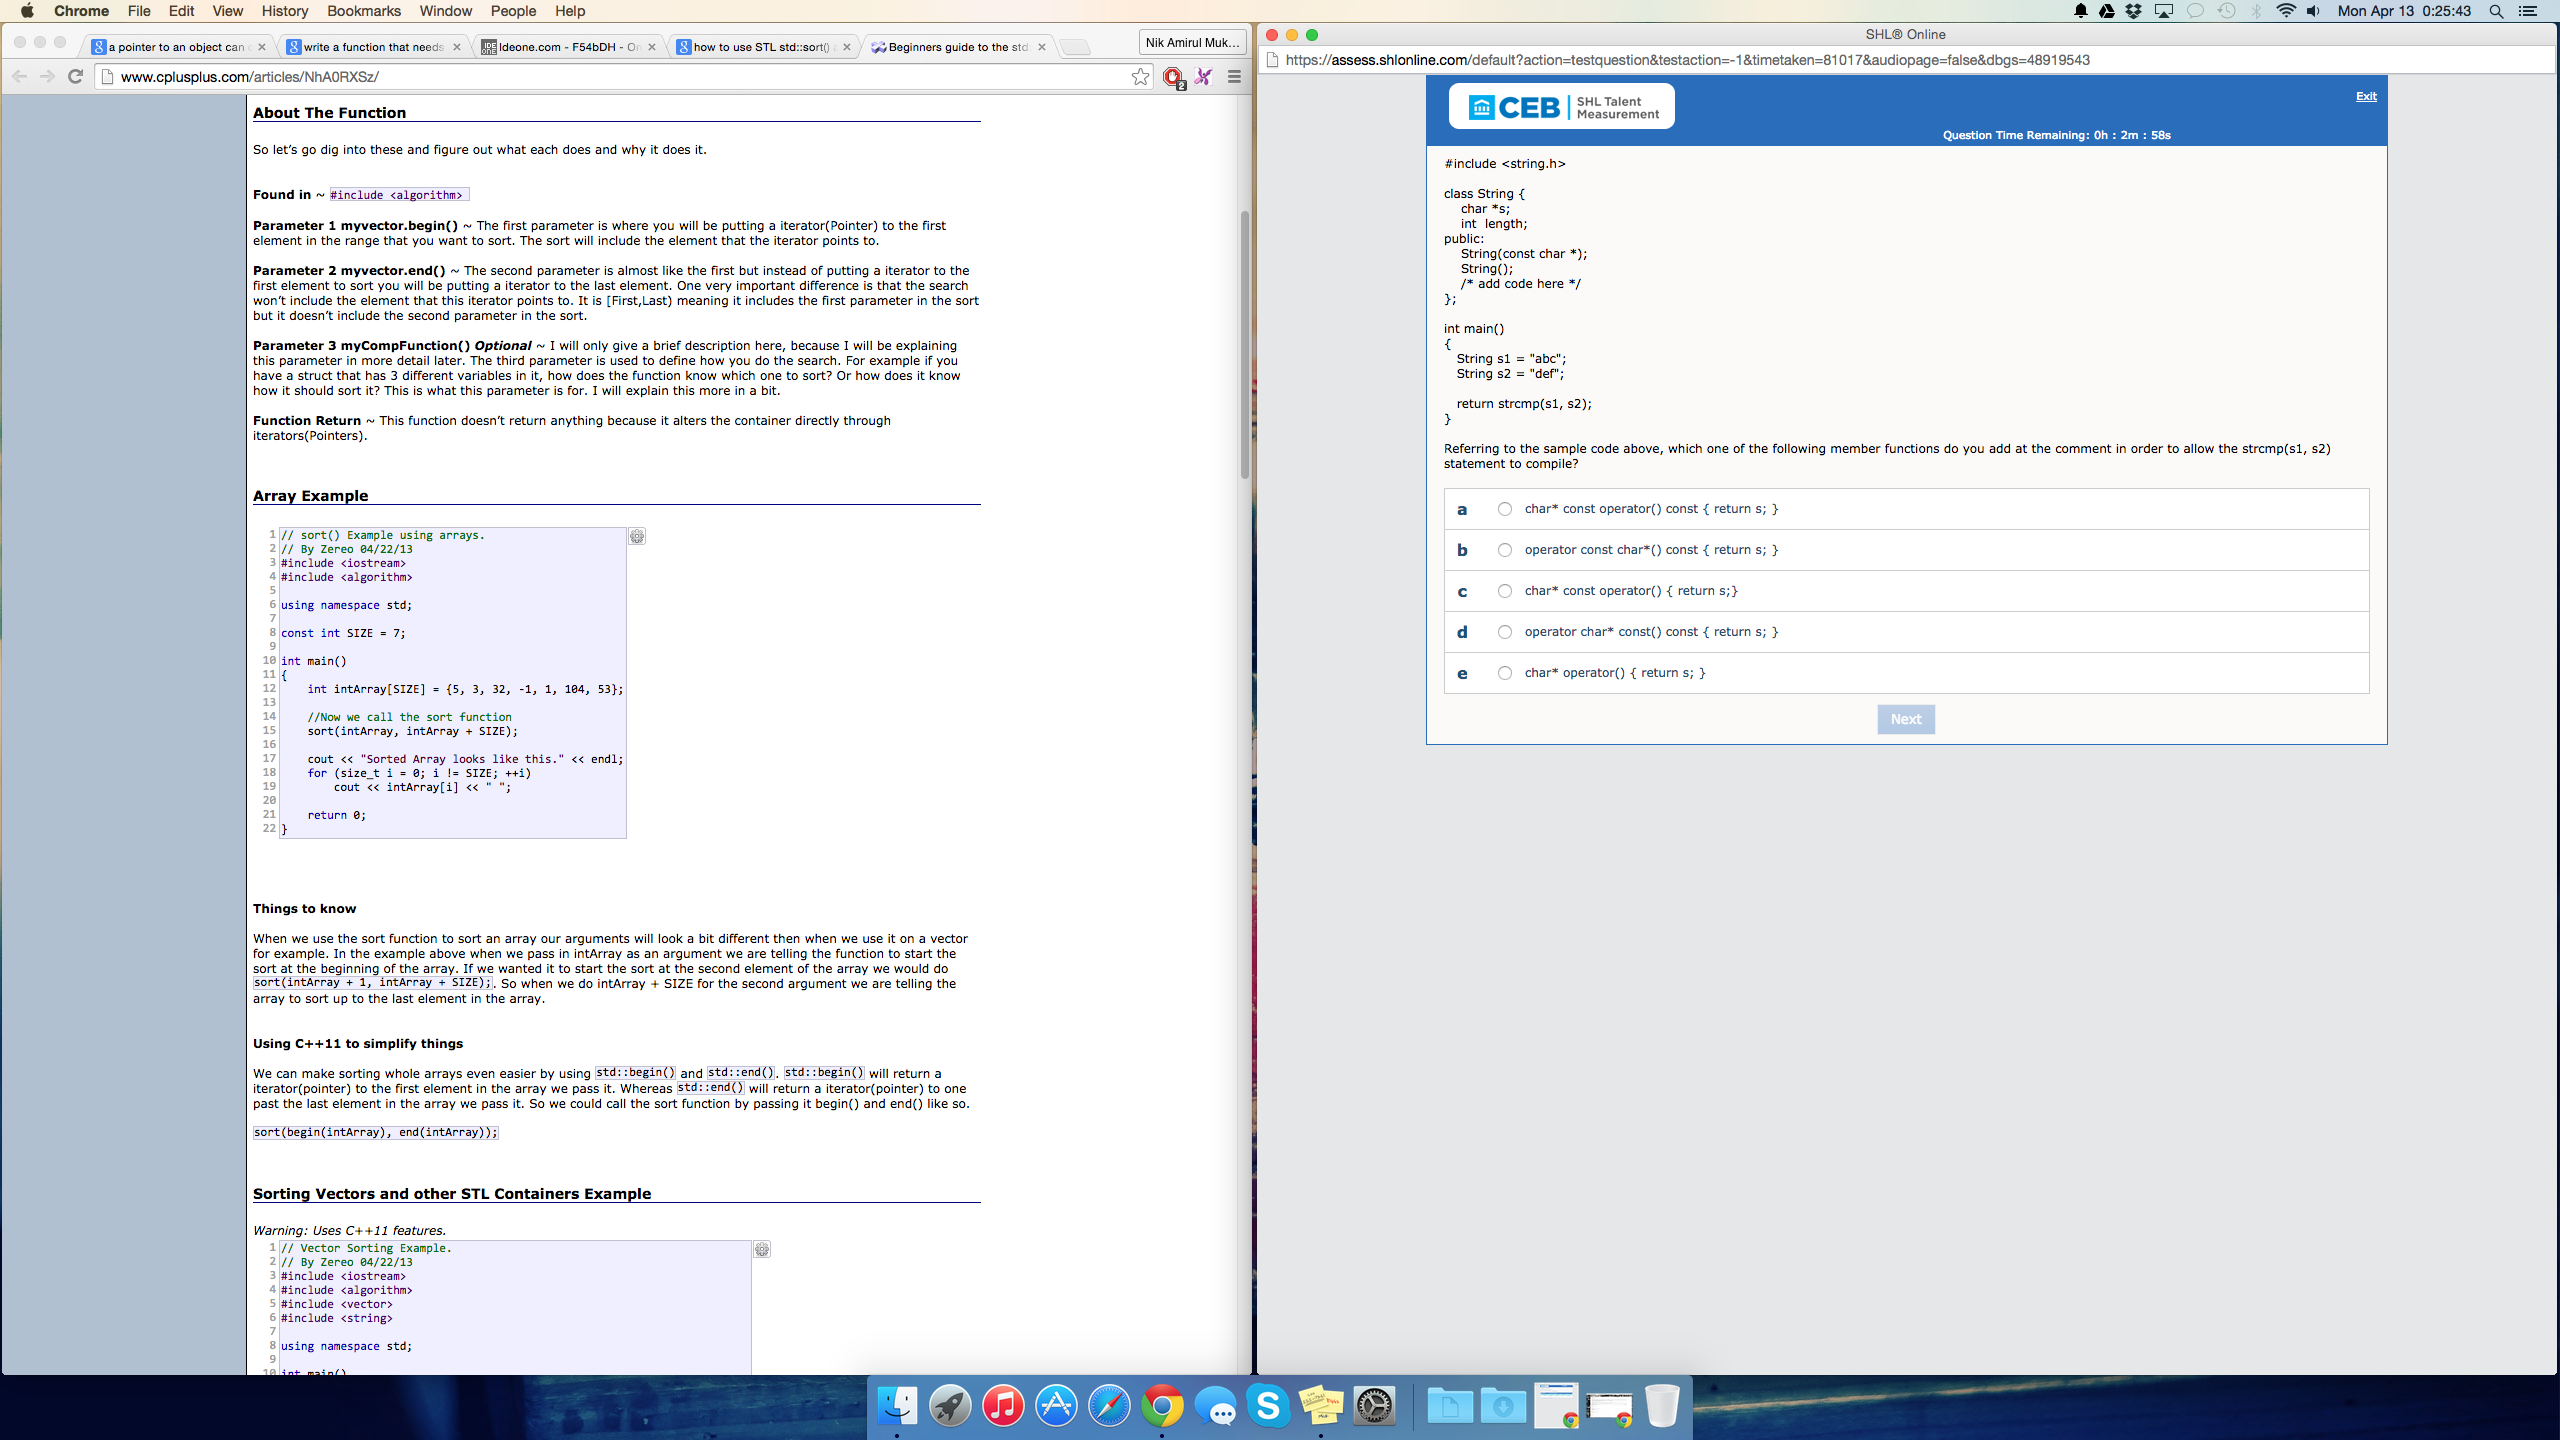 Chrome File Edit View History Bookmarks Window People Help
Mon Apr 13 0:25:43
a pointer to an object can
write a function that needs
Ideone.com - F54bDH - On
how to use STL std::sort()
Beginners guide to the std
Nik Amirul Muk...
www.cplusplus.com/articles/NhA0RXSz/
2
About The Function
So let's go dig into these and figure out what each does and why it does it.
Found in ~ #include <algorithm>
Parameter 1 myvector.begin() ~ The first parameter is where you will be putting a iterator(Pointer) to the first
element in the range that you want to sort. The sort will include the element that the iterator points to.
Parameter 2 myvector.end() ~ The second parameter is almost like the first but instead of putting a iterator to the
first element to sort you will be putting a iterator to the last element. One very important difference is that the search
won't include the element that this iterator points to. It is [First,Last) meaning it includes the first parameter in the sort
but it doesn't include the second parameter in the sort.
Parameter 3 myCompFunction() Optional ~ I will only give a brief description here, because I will be explaining
this parameter in more detail later. The third parameter is used to define how you do the search. For example if you
have a struct that has 3 different variables in it, how does the function know which one to sort? Or how does it know
how it should sort it? This is what this parameter is for. I will explain this more in a bit.
Function Return ~ This function doesn't return anything because it alters the container directly through
iterators(Pointers).
Array Example
1 // sort() Example using arrays.
2 // By Zereo 04/22/13
3 #include <iostream>
4 #include <algorithm>
5
6 using namespace std;
7
8 const int SIZE = 7;
9
10 int main()
11 {
12 int intArray[SIZE] = {5, 3, 32, -1, 1, 104, 53};
13
14 //Now we call the sort function
15 sort(intArray, intArray + SIZE);
16
17 cout << "Sorted Array looks like this." << endl;
18 for (size_t i = 0; i != SIZE; ++i)
19 cout << intArray[i] << " ";
20
21 return 0;
22 }
Things to know
When we use the sort function to sort an array our arguments will look a bit different then when we use it on a vector
for example. In the example above when we pass in intArray as an argument we are telling the function to start the
sort at the beginning of the array. If we wanted it to start the sort at the second element of the array we would do
sort(intArray + 1, intArray + SIZE);. So when we do intArray + SIZE for the second argument we are telling the
array to sort up to the last element in the array.
Using C++11 to simplify things
We can make sorting whole arrays even easier by using std::begin() and std::end(). std::begin() will return a
iterator(pointer) to the first element in the array we pass it. Whereas std::end() will return a iterator(pointer) to one
past the last element in the array we pass it. So we could call the sort function by passing it begin() and end() like so.
sort(begin(intArray), end(intArray));
Sorting Vectors and other STL Containers Example
Warning: Uses C++11 features.
1 // Vector Sorting Example.
2 // By Zereo 04/22/13
3 #include <iostream>
4 #include <algorithm>
5 #include <vector>
6 #include <string>
7
8 using namespace std;
9
10 int main()
SHL® Online
https://assess.shlonline.com/default?action=testquestion&testaction=-1&timetaken=81017&audiopage=false&dbgs=48919543
CEB SHL Talent
Measurement
Exit
Question Time Remaining: 0h : 2m : 58s
#include <string.h>
class String {
char *s;
int length;
public:
String(const char *);
String();
/* add code here */
};
int main()
{
String s1 = "abc";
String s2 = "def";
return strcmp(s1, s2);
}
Referring to the sample code above, which one of the following member functions do you add at the comment in order to allow the strcmp(s1, s2)
statement to compile?
a char* const operator() const { return s; }
b operator const char*() const { return s; }
c char* const operator() { return s;}
d operator char* const() const { return s; }
e char* operator() { return s; }
Next